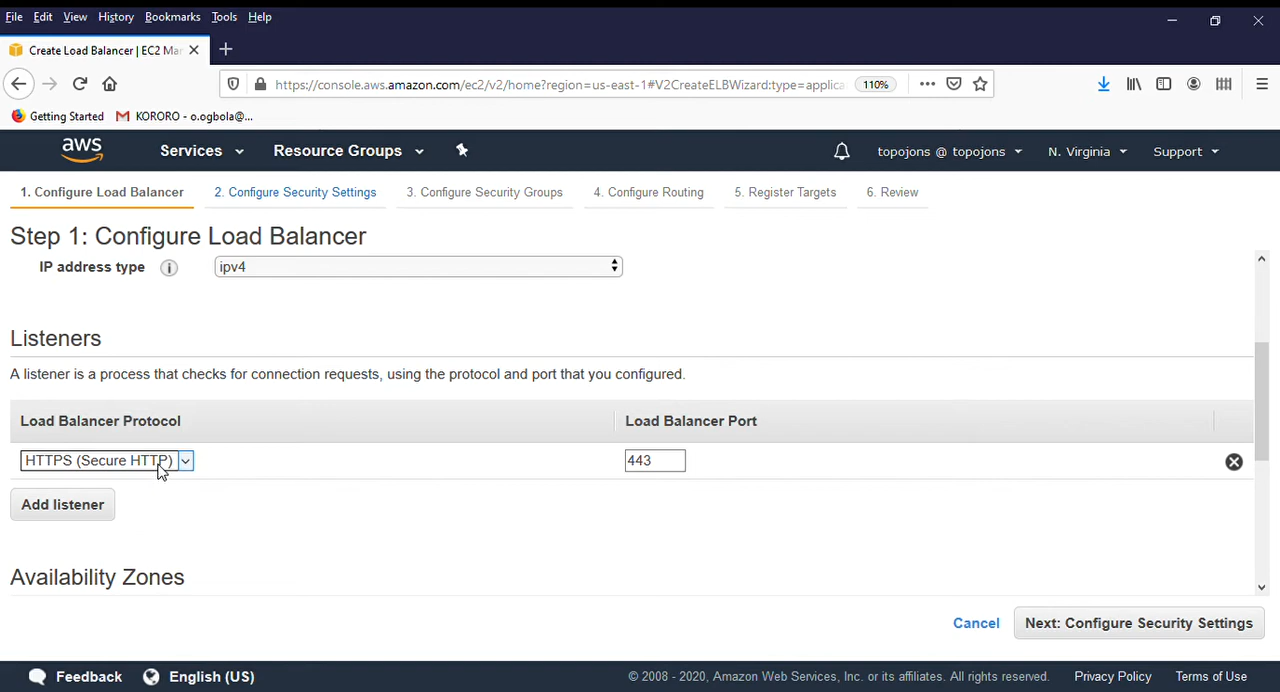 File Edit View History Bookmarks Tools Help
Create Load Balancer | EC2 Mar
https://console.aws.amazon.com/ec2/v2/home?region=us-east-1#V2CreateELBWizard:type=applica 110%
Getting Started KORORO - o.ogbola@...
aws Services Resource Groups topojons @ topojons N. Virginia Support
1. Configure Load Balancer 2. Configure Security Settings 3. Configure Security Groups 4. Configure Routing 5. Register Targets 6. Review
Step 1: Configure Load Balancer
IP address type i ipv4
Listeners
A listener is a process that checks for connection requests, using the protocol and port that you configured.
Load Balancer Protocol Load Balancer Port
HTTPS (Secure HTTP) 443
Add listener
Availability Zones
Cancel Next: Configure Security Settings
Feedback English (US) © 2008 - 2020, Amazon Web Services, Inc. or its affiliates. All rights reserved. Privacy Policy Terms of Use